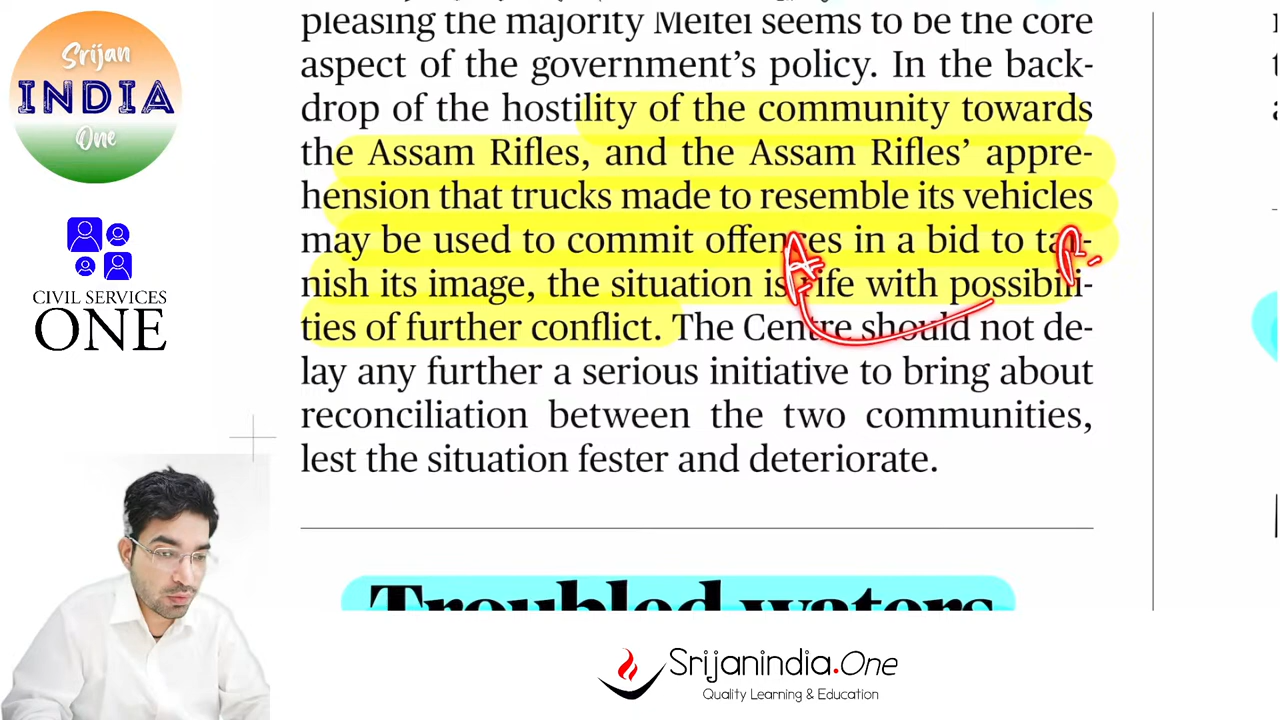 Srijan
INDIA
One
CIVIL SERVICES
ONE
pleasing the majority Meitei seems to be the core
aspect of the government's policy. In the back-
drop of the hostility of the community towards
the Assam Rifles, and the Assam Rifles' appre-
hension that trucks made to resemble its vehicles
may be used to commit offences in a bid to tar-
nish its image, the situation is rife with possibili-
ties of further conflict. The Centre should not de-
lay any further a serious initiative to bring about
reconciliation between the two communities,
lest the situation fester and deteriorate.
Troubled waters
Srijanindia.One
Quality Learning & Education